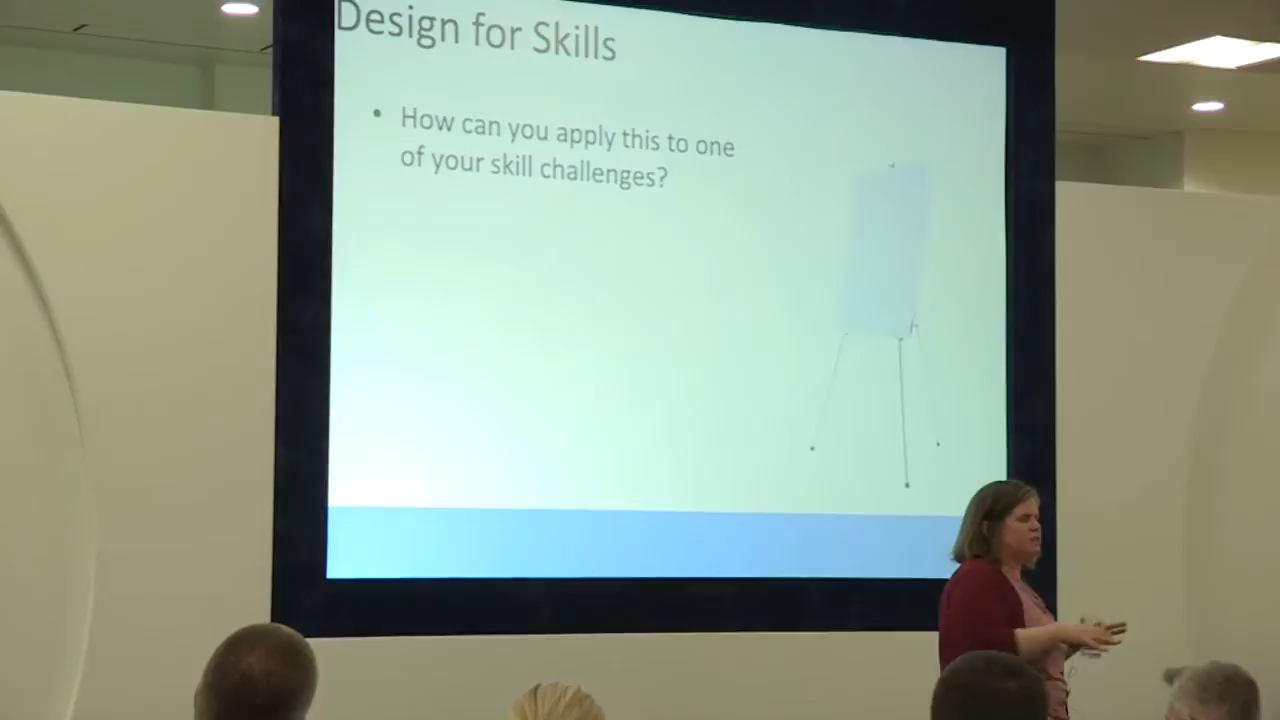 Design for Skills
• How can you apply this to one
of your skill challenges?